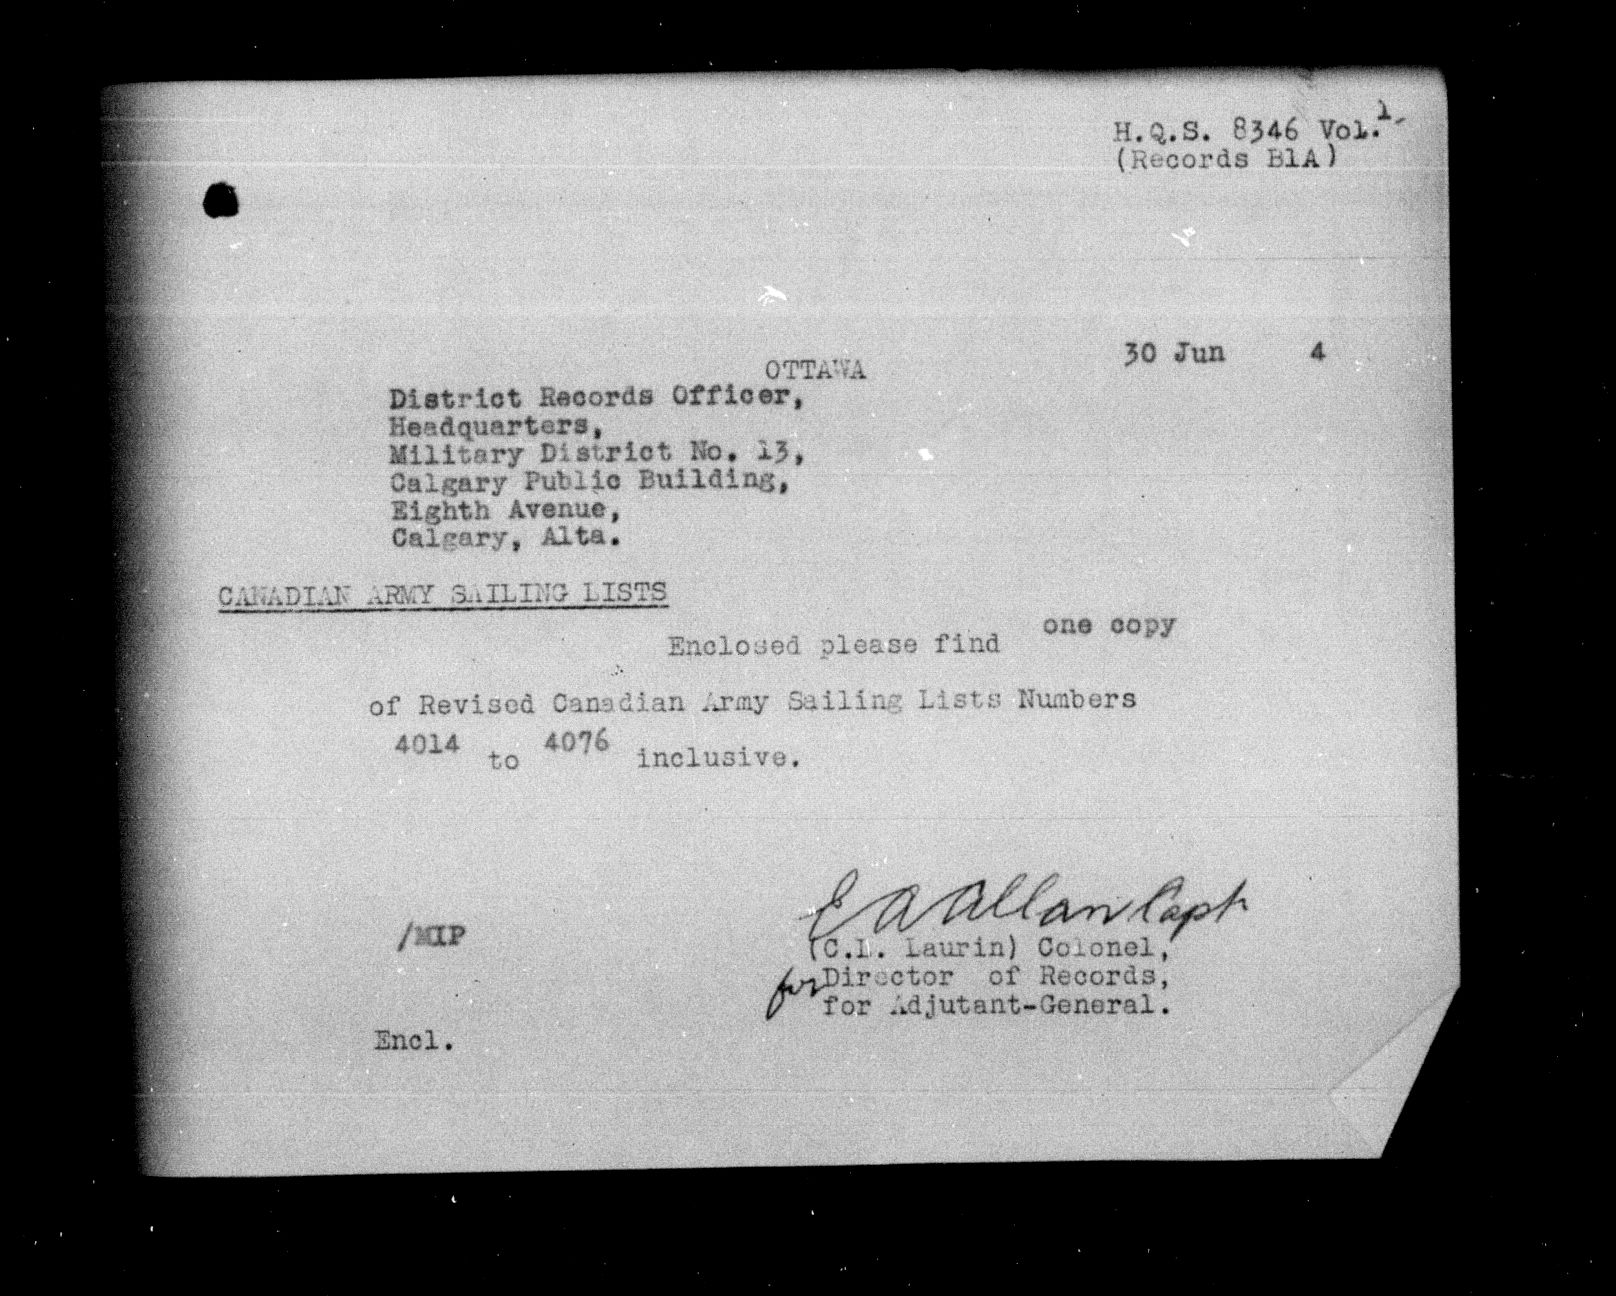 H.Q.S. 8346 Vol. 1.
(Records B1A)
30 Jun 4
OTTAWA
District Records Officer,
Headquarters,
Military District No. 13,
Calgary Public Building,
Eighth Avenue,
Calgary, Alta.
CANADIAN ARMY SAILING LISTS
Enclosed please find one copy
of Revised Canadian Army Sailing Lists Numbers
4014 to 4076 inclusive.
E A Allan Capt
/MIP
(C.L. Laurin) Colonel,
for Director of Records,
for Adjutant-General.
Encl.